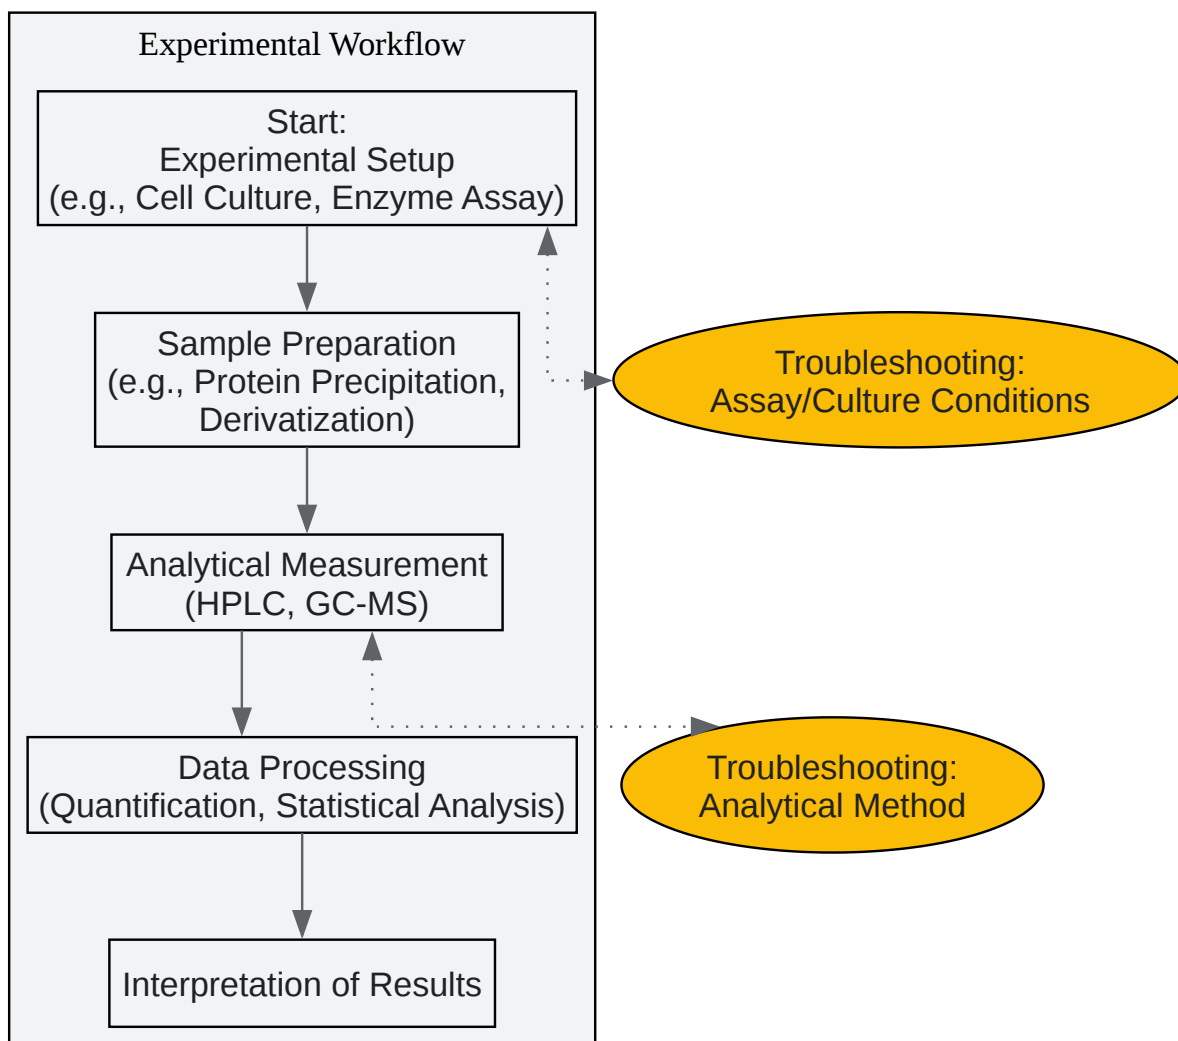 Experimental Workflow
Start:
Experimental Setup
(e.g., Cell Culture, Enzyme Assay)
Sample Preparation
(e.g., Protein Precipitation,
Derivatization)
Troubleshooting:
Assay/Culture Conditions
Analytical Measurement
(HPLC, GC-MS)
Data Processing
(Quantification, Statistical Analysis)
Troubleshooting:
Analytical Method
Interpretation of Results